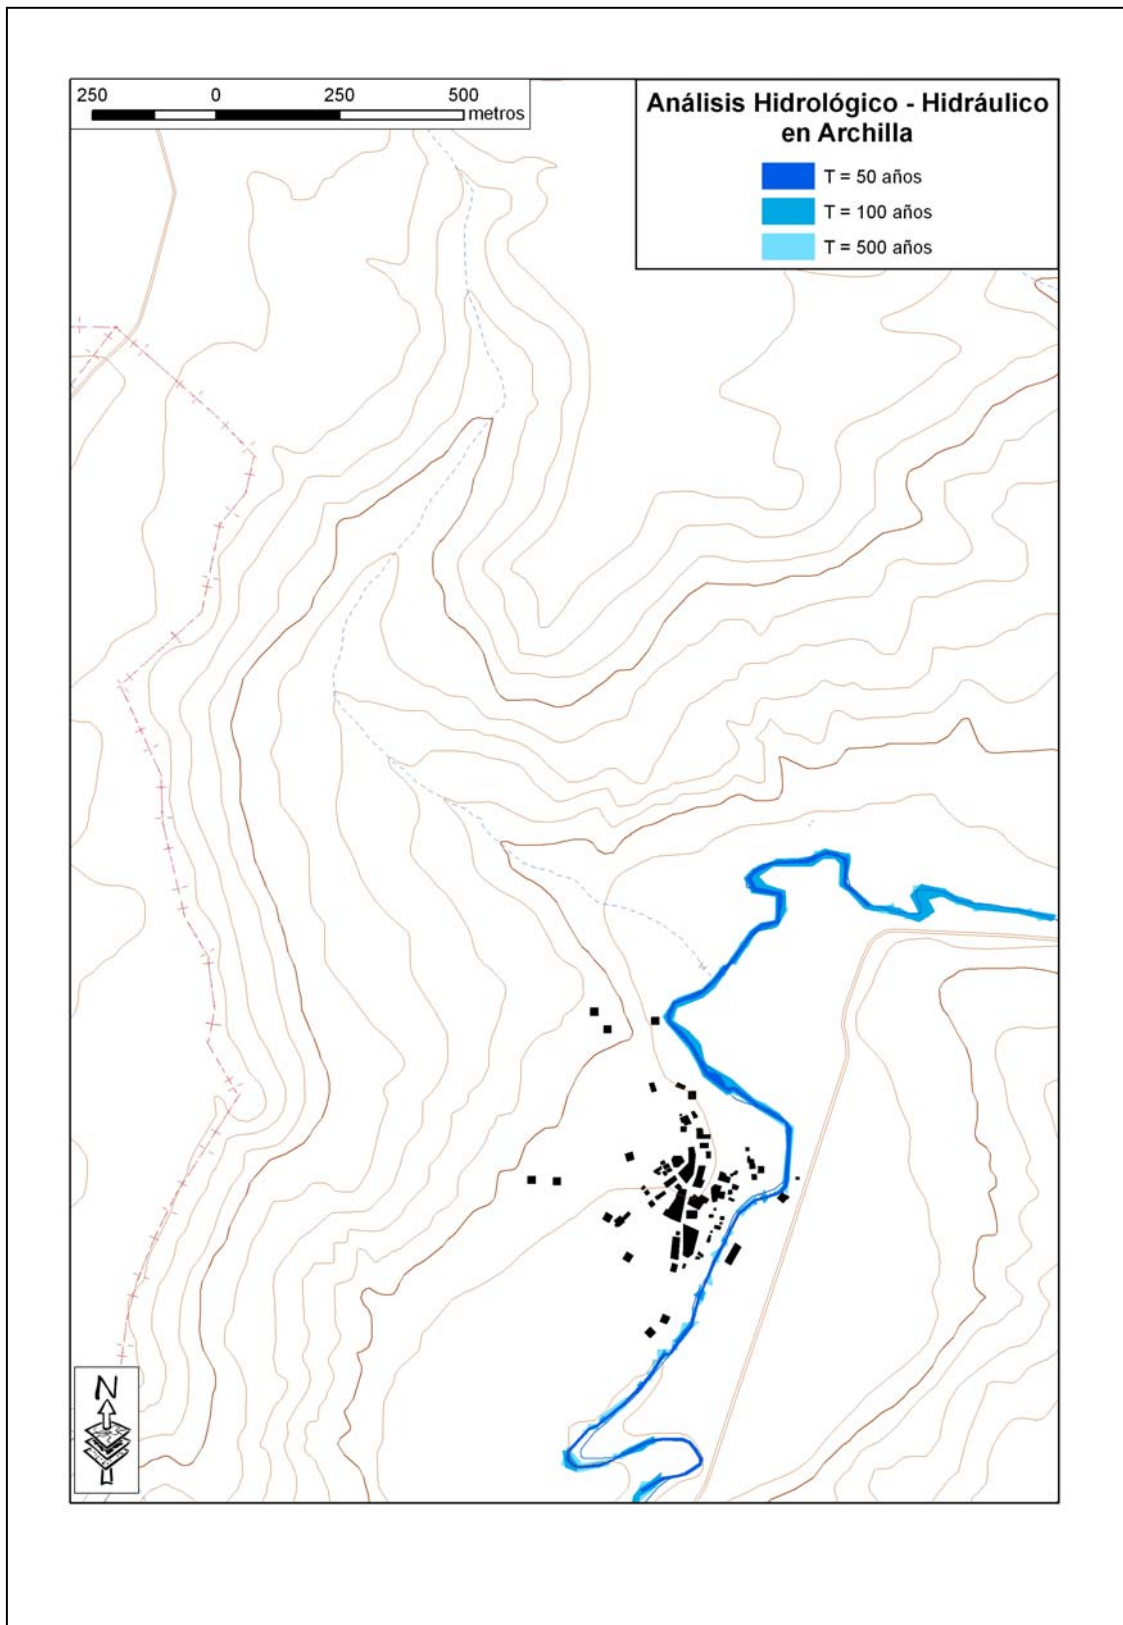 250 0 250 500
metros
Análisis Hidrológico - Hidráulico
en Archilla
T = 50 años
T = 100 años
T = 500 años
N